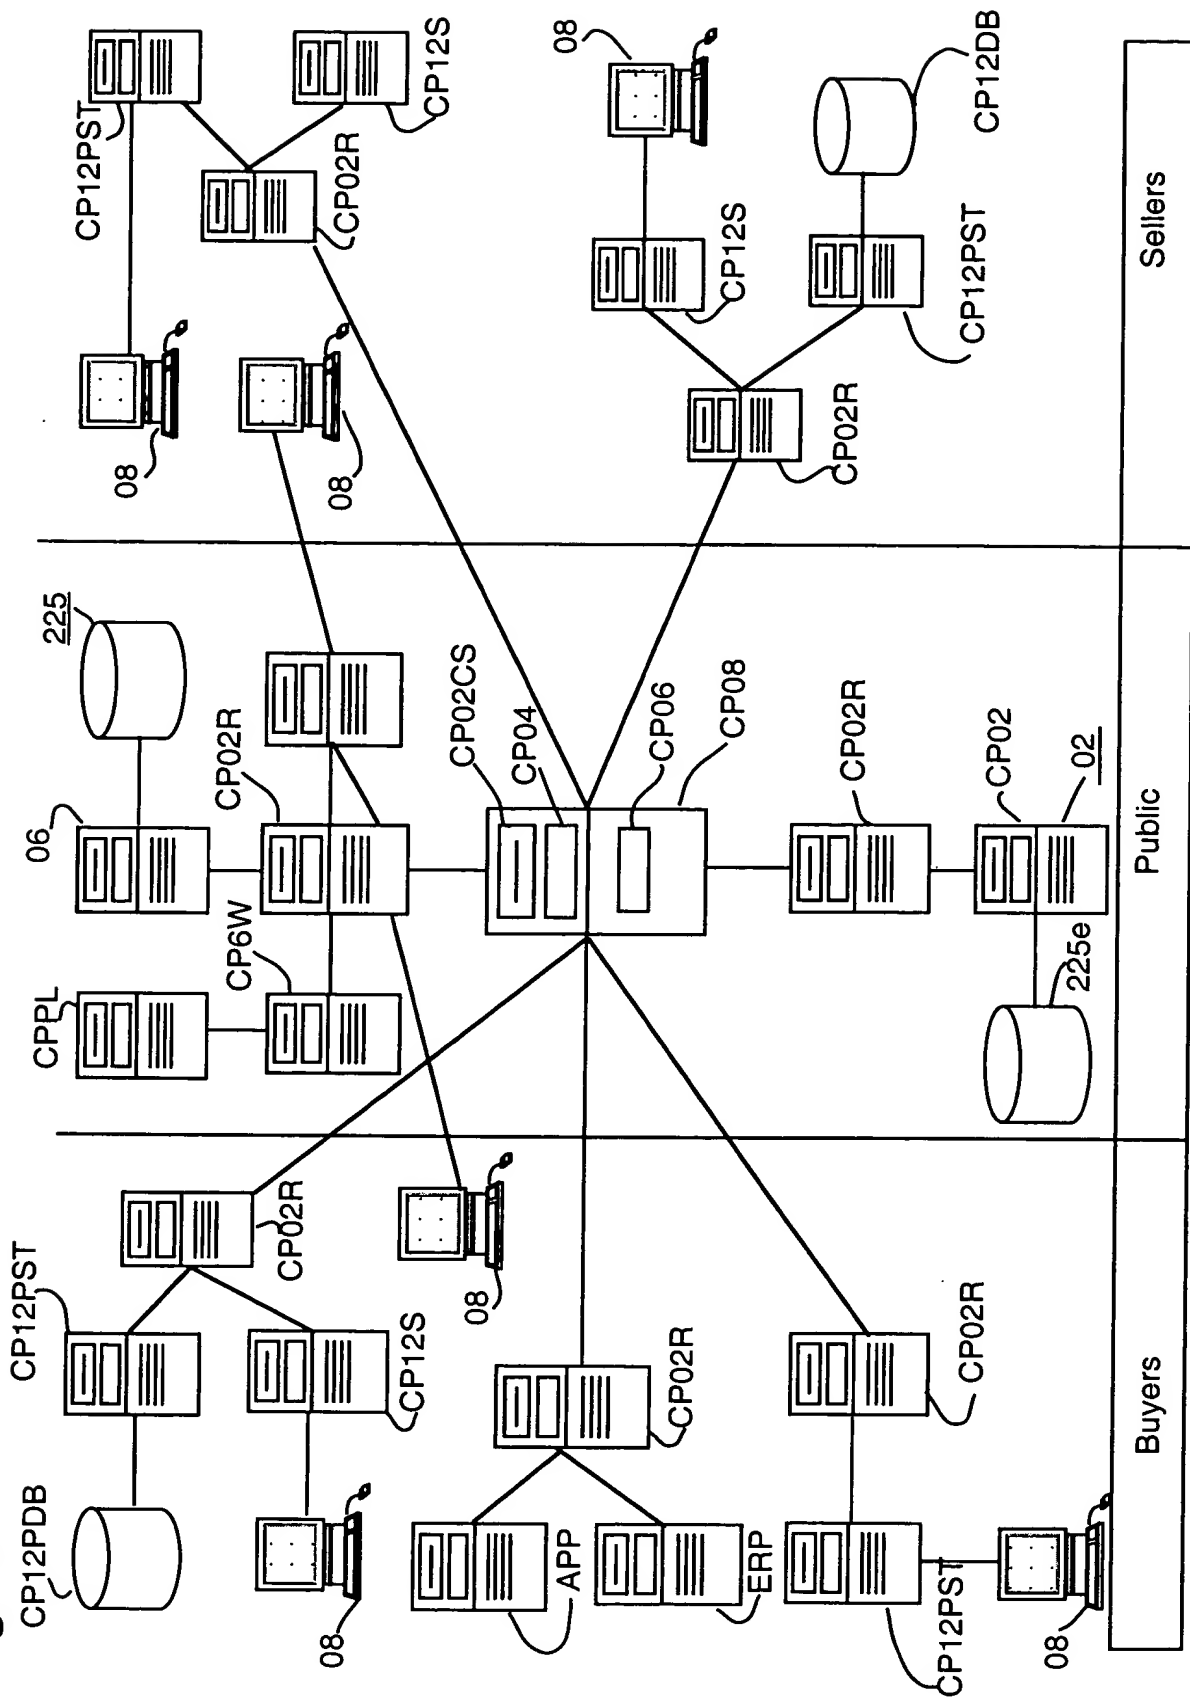 CP12PDB
CP12PST
CP02R
08
CP12S
08
APP
ERP
CP02R
CP12PST
CP02R
08
Buyers
CPPL
CP6W
06
225
CP02R
CP02CS
CP04
CP06
CP08
CP02R
CP02
02
225e
Public
CP12PST
08
08
CP02R
CP12S
08
CP12S
CP02R
CP12PST
CP12DB
Sellers